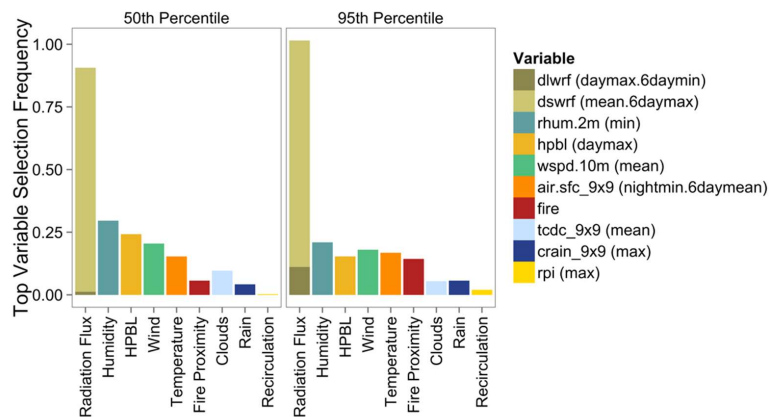 50th Percentile
95th Percentile
Top Variable Selection Frequency
1.00
0.75
0.50
0.25
0.00
Radiation Flux
Humidity
HPBL
Wind
Temperature
Fire Proximity
Clouds
Rain
Recirculation
Radiation Flux
Humidity
HPBL
Wind
Temperature
Fire Proximity
Clouds
Rain
Recirculation
Variable
dlwrf (daymax.6daymin)
dswrf (mean.6daymax)
rhum.2m (min)
hpbl (daymax)
wspd.10m (mean)
air.sfc_9x9 (nightmin.6daymean)
fire
tcdc_9x9 (mean)
crain_9x9 (max)
rpi (max)